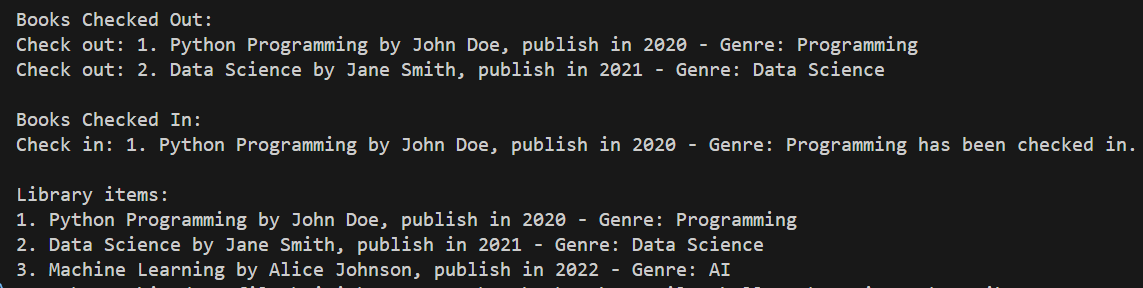 Books Checked Out:
Check out: 1. Python Programming by John Doe, publish in 2020 - Genre: Programming
Check out: 2. Data Science by Jane Smith, publish in 2021 - Genre: Data Science
Books Checked In:
Check in: 1. Python Programming by John Doe, publish in 2020 - Genre: Programming has been checked in.
Library items:
1. Python Programming by John Doe, publish in 2020 - Genre: Programming
2. Data Science by Jane Smith, publish in 2021 - Genre: Data Science
3. Machine Learning by Alice Johnson, publish in 2022 - Genre: AI